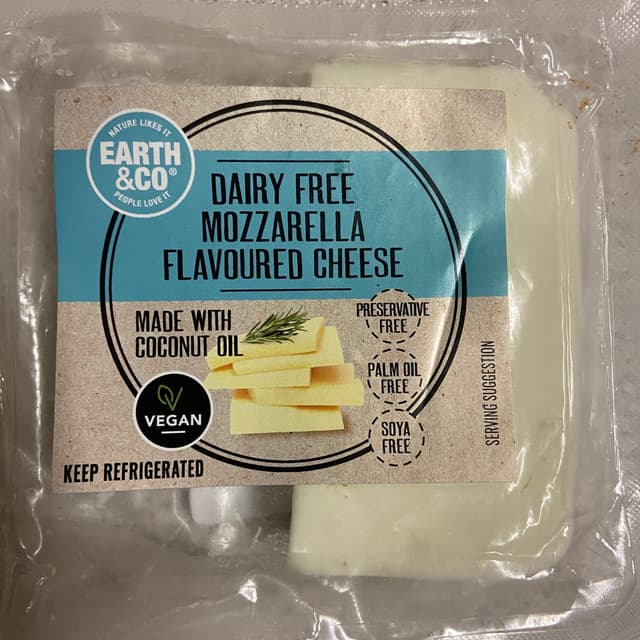 NATURE LIKES IT
EARTH
&CO®
PEOPLE LOVE IT
DAIRY FREE
MOZZARELLA
FLAVOURED CHEESE
MADE WITH
COCONUT OIL
PRESERVATIVE
FREE
PALM OIL
FREE
SOYA
FREE
VEGAN
SERVING SUGGESTION
KEEP REFRIGERATED